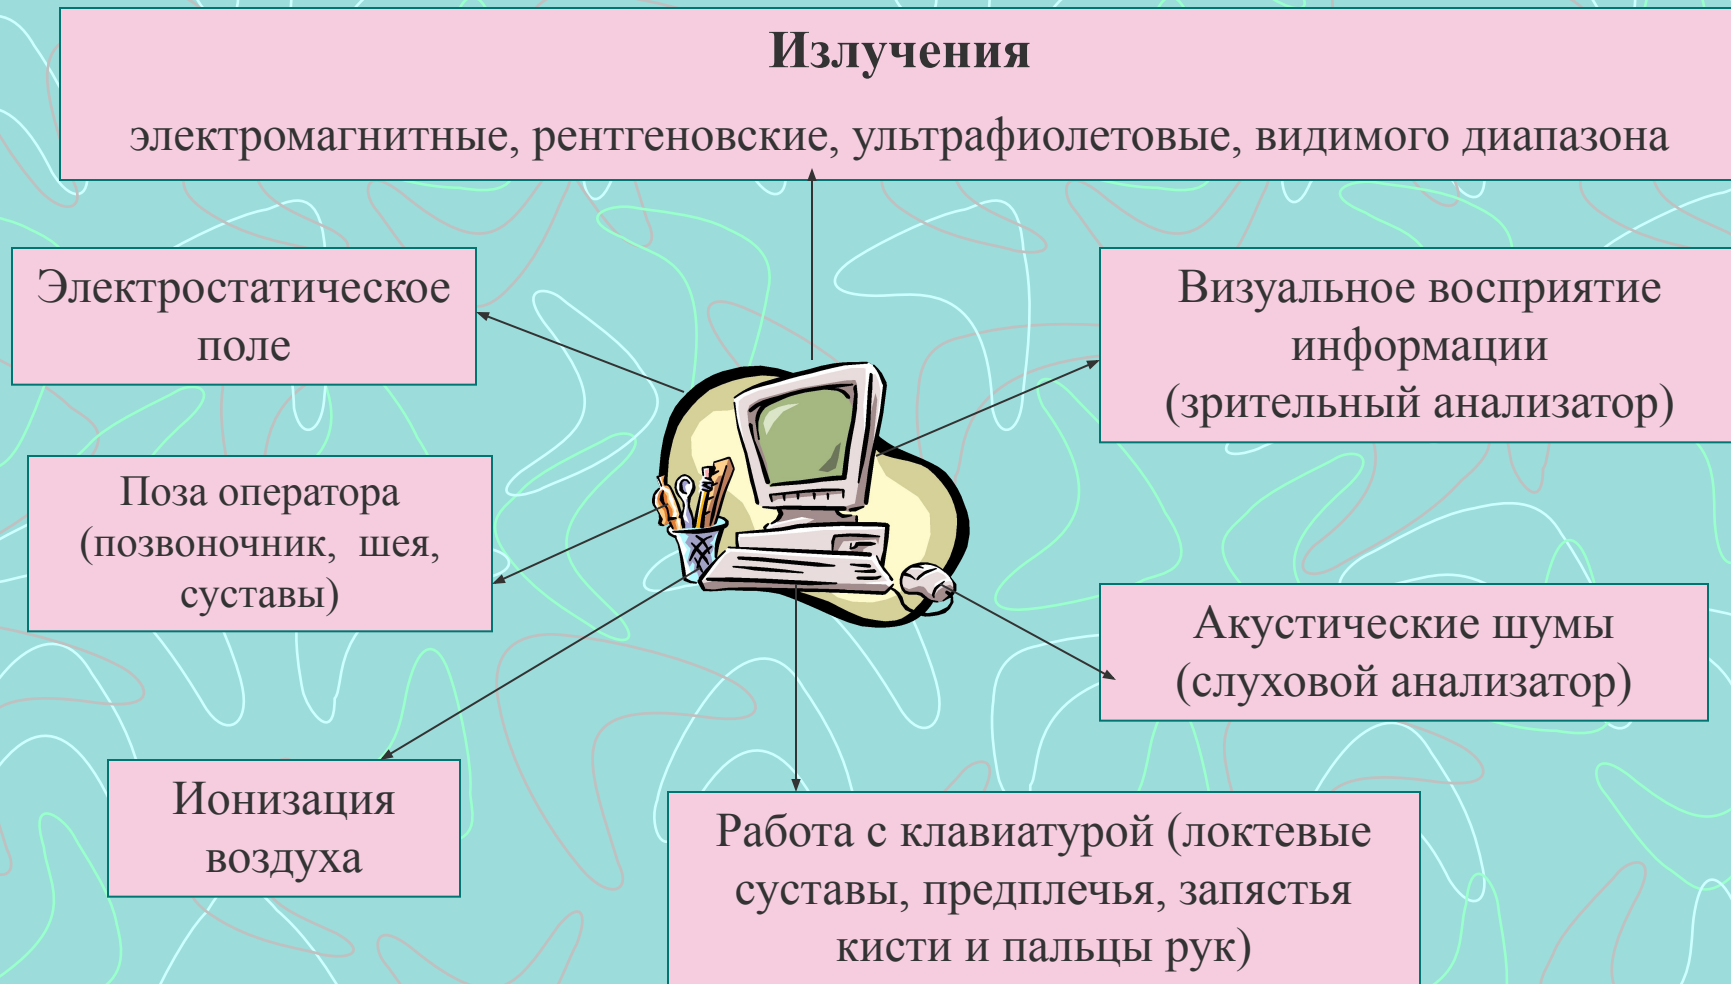 Излучения
электромагнитные, рентгеновские, ультрафиолетовые, видимого диапазона
Электростатическое
поле
Визуальное восприятие
информации
(зрительный анализатор)
Поза оператора
(позвоночник, шея,
суставы)
Акустические шумы
(слуховой анализатор)
Ионизация
воздуха
Работа с клавиатурой (локтевые
суставы, предплечья, запястья
кисти и пальцы рук)